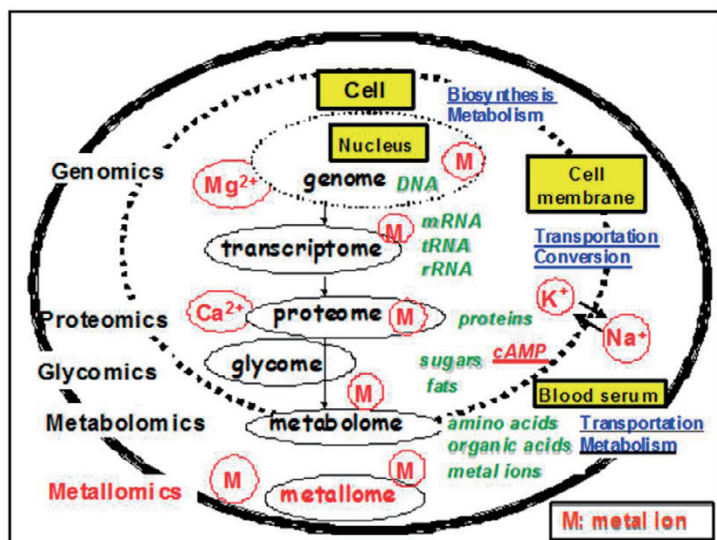 Cell
Biosynthesis
Metabolism
Nucleus
M
Genomics
genome DNA
Mg2+
Cell
membrane
M
mRNA
transcriptome
tRNA
rRNA
Transportation
Conversion
K+
Ca2+
Proteomics
proteome
M
proteins
Na+
glycome
Glycomics
sugars
cAMP
fats
M
Blood serum
Metabolomics
metabolome
amino acids
organic acids
Transportation
Metabolism
M
metal ions
Metallomics
M
metallome
M: metal ion